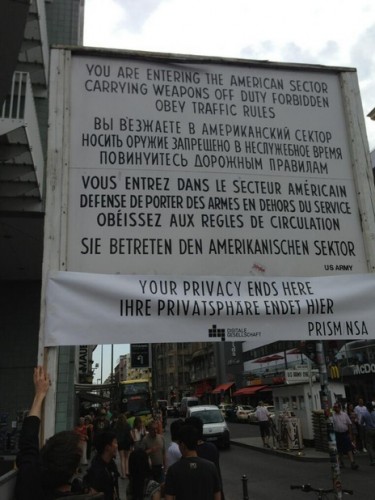 YOU ARE ENTERING THE AMERICAN SECTOR
CARRYING WEAPONS OFF DUTY FORBIDDEN
OBEY TRAFFIC RULES
ВЫ ВЪЕЗЖАЕТЕ В АМЕРИКАНСКИЙ СЕКТОР
НОСИТЬ ОРУЖИЕ ЗАПРЕЩЕНО В НЕСЛУЖЕБНОЕ ВРЕМЯ
ПОВИНУЙТЕСЬ ДОРОЖНЫМ ПРАВИЛАМ
VOUS ENTREZ DANS LE SECTEUR AMÉRICAIN
DEFENSE DE PORTER DES ARMES EN DEHORS DU SERVICE
OBÉISSEZ AUX REGLES DE CIRCULATION
SIE BETRETEN DEN AMERIKANISCHEN SEKTOR
US ARMY
YOUR PRIVACY ENDS HERE
IHRE PRIVATSPHÄRE ENDET HIER
DIGITALE
GESELLSCHAFT
PRISM NSA